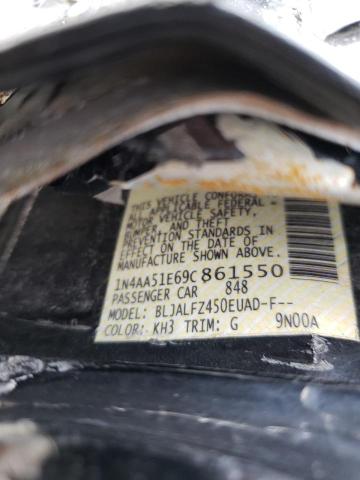 THIS VEHICLE CONFORMS
ALL APPLICABLE FEDERAL
MOTOR VEHICLE SAFETY,
BUMPER, AND THEFT
PREVENTION STANDARDS IN
EFFECT ON THE DATE OF
MANUFACTURE SHOWN ABOVE.
1N4AA51E69C861550
PASSENGER CAR 848
MODEL: BLJALFZ450EUAD-F--
COLOR: KH3 TRIM: G 9N00A